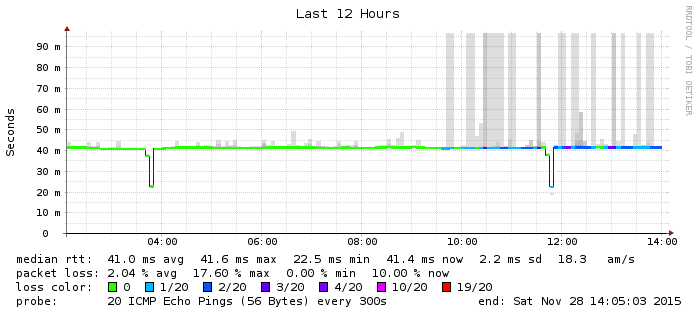 Last 12 Hours
RRDTOOL / TOBI OETIKER
Seconds
90 m
80 m
70 m
60 m
50 m
40 m
30 m
20 m
10 m
0
04:00 06:00 08:00 10:00 12:00 14:00
median rtt: 41.0 ms avg 41.6 ms max 22.5 ms min 41.4 ms now 2.2 ms sd 18.3 am/s
packet loss: 2.04 % avg 17.60 % max 0.00 % min 10.00 % now
loss color: 0 1/20 2/20 3/20 4/20 10/20 19/20
probe: 20 ICMP Echo Pings (56 Bytes) every 300s end: Sat Nov 28 14:05:03 2015